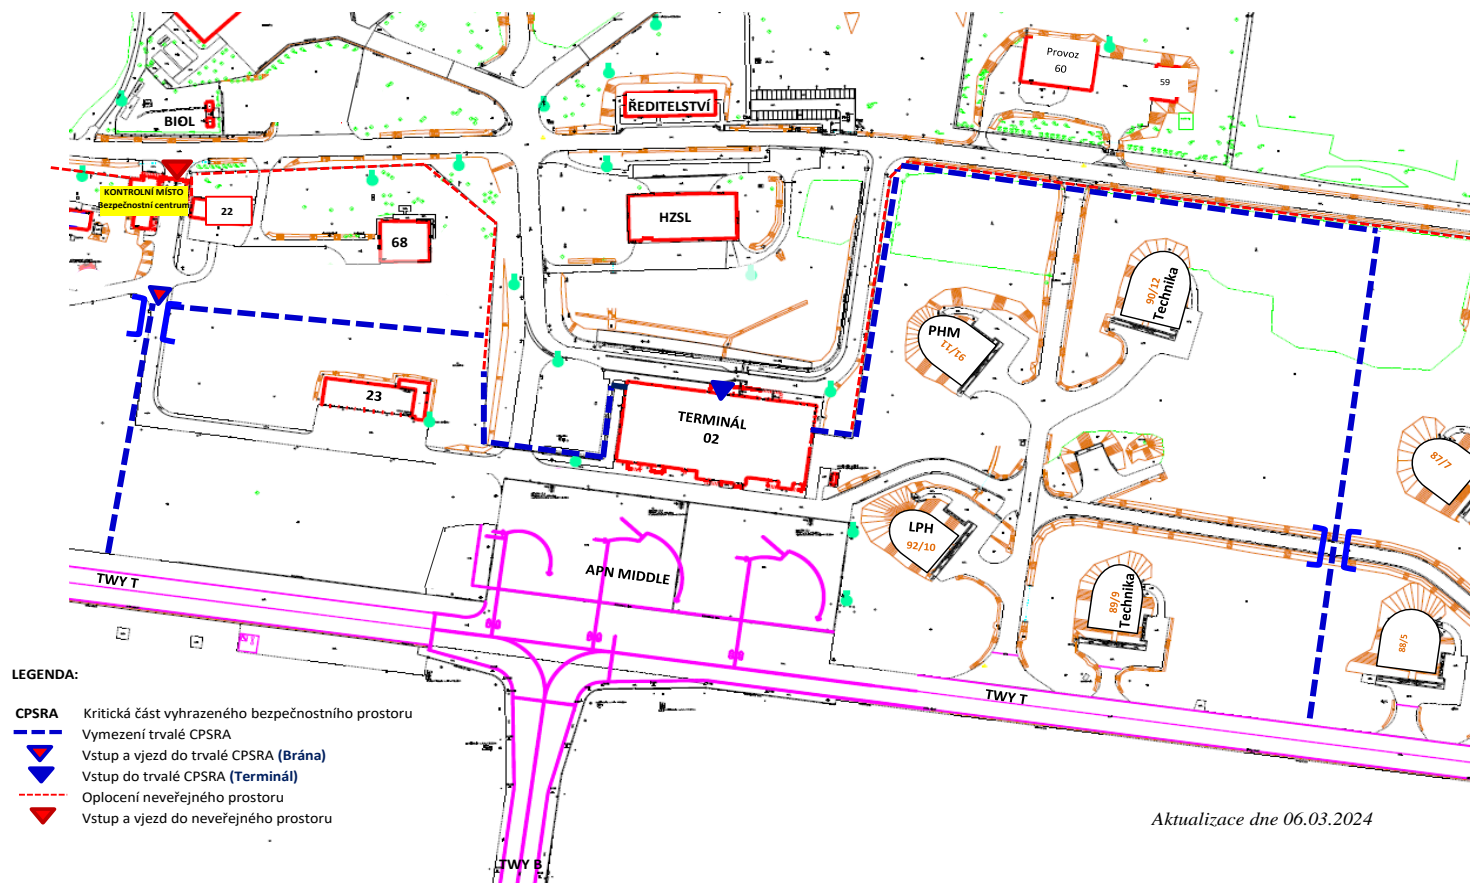 Provoz
60
59
ŘEDITELSTVÍ
BIOL
KONTROLNÍ MÍSTO
Bezpečnostní centrum
22
68
HZSL
90/12
Technika
PHM
91/11
23
TERMINÁL
02
87/7
LPH
92/10
APN MIDDLE
TWY T
89/9
Technika
88/5
TWY T
TWY B
LEGENDA:
CPSRA Kritická část vyhrazeného bezpečnostního prostoru
Vymezení trvalé CPSRA
Vstup a vjezd do trvalé CPSRA (Brána)
Vstup do trvalé CPSRA (Terminál)
Oplocení neveřejného prostoru
Vstup a vjezd do neveřejného prostoru
Aktualizace dne 06.03.2024